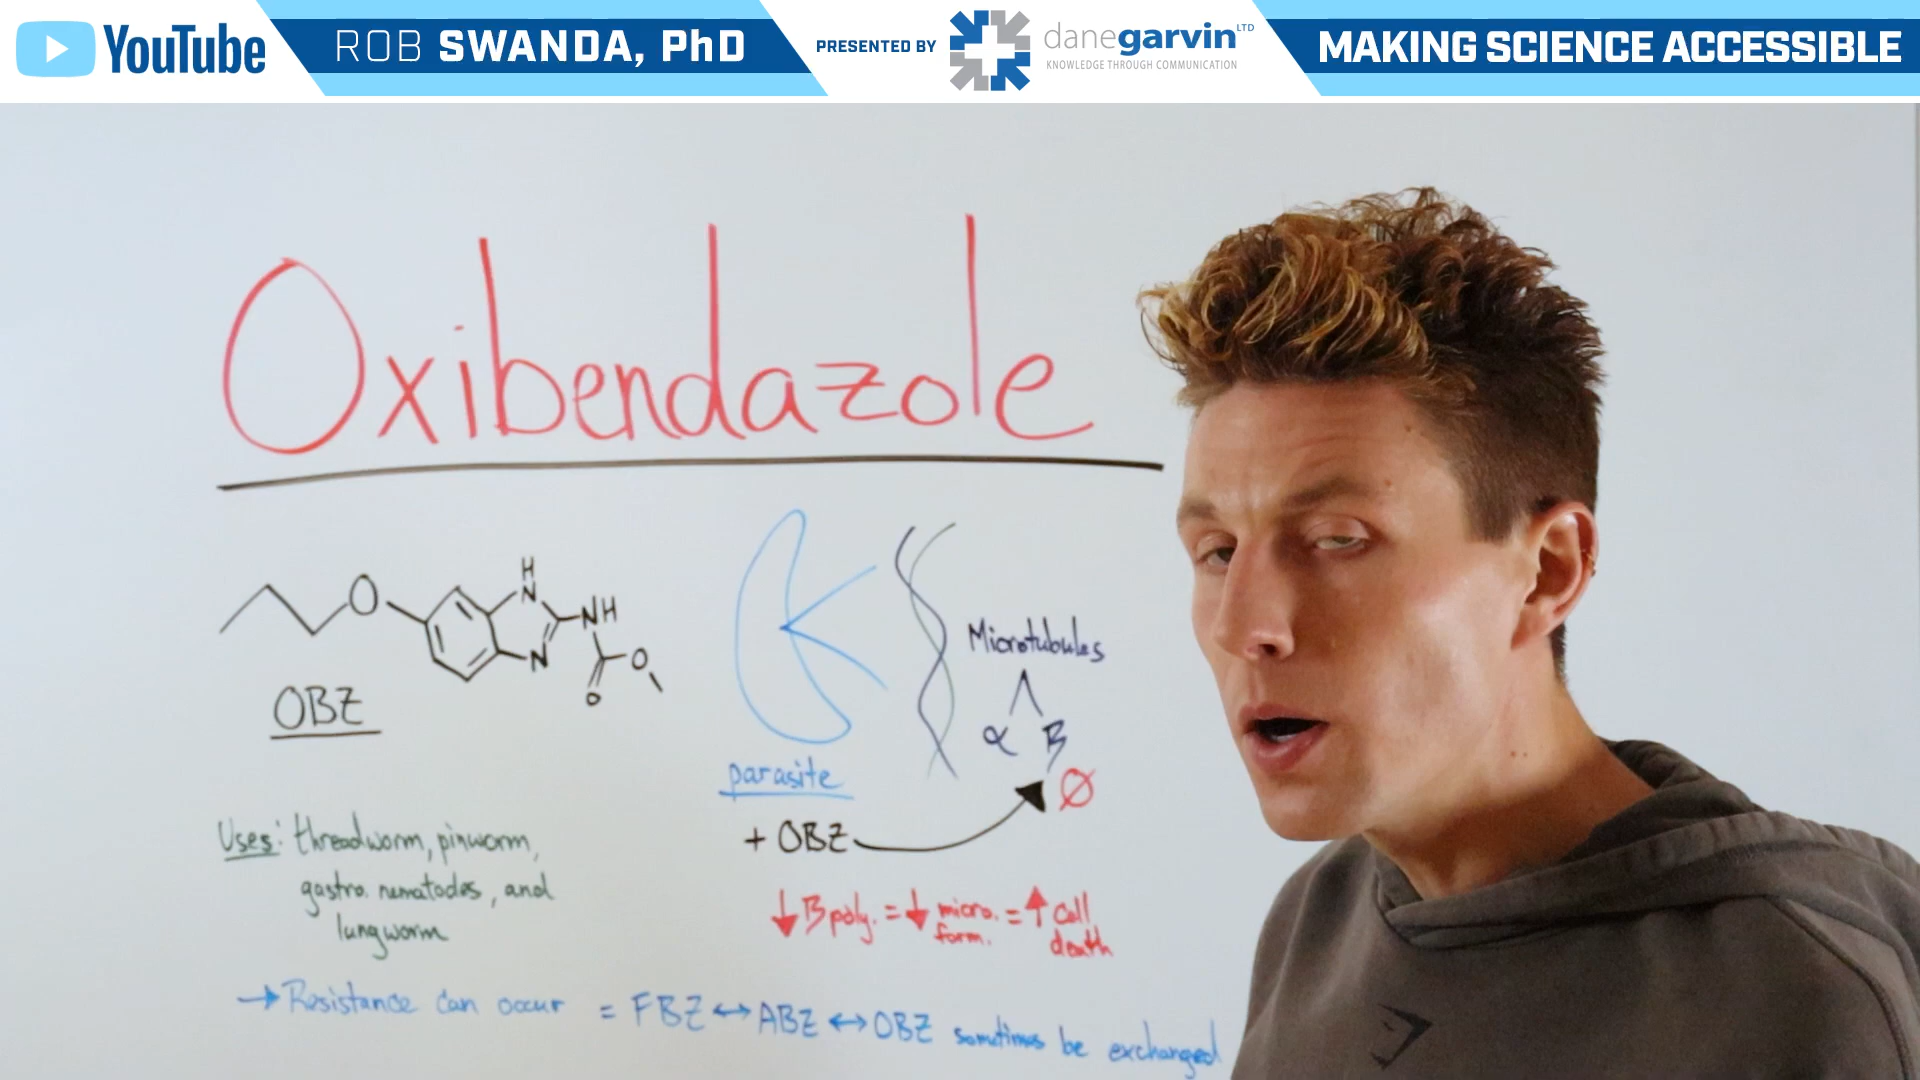 YouTube
ROB SWANDA, PhD
PRESENTED BY
danegarvin LTD
KNOWLEDGE THROUGH COMMUNICATION
MAKING SCIENCE ACCESSIBLE
Oxibendazole
O
H
N
NH
N
O
O
OBZ
Microtubules
α B
parasite
+ OBZ
Ø
Uses: threadworm, pinworm,
gastro. nematodes, and
lungworm
↓ B poly. = ↓ micro. form. = ↑ Cell death
→ Resistance can occur = FBZ ↔ ABZ ↔ OBZ sometimes be exchanged